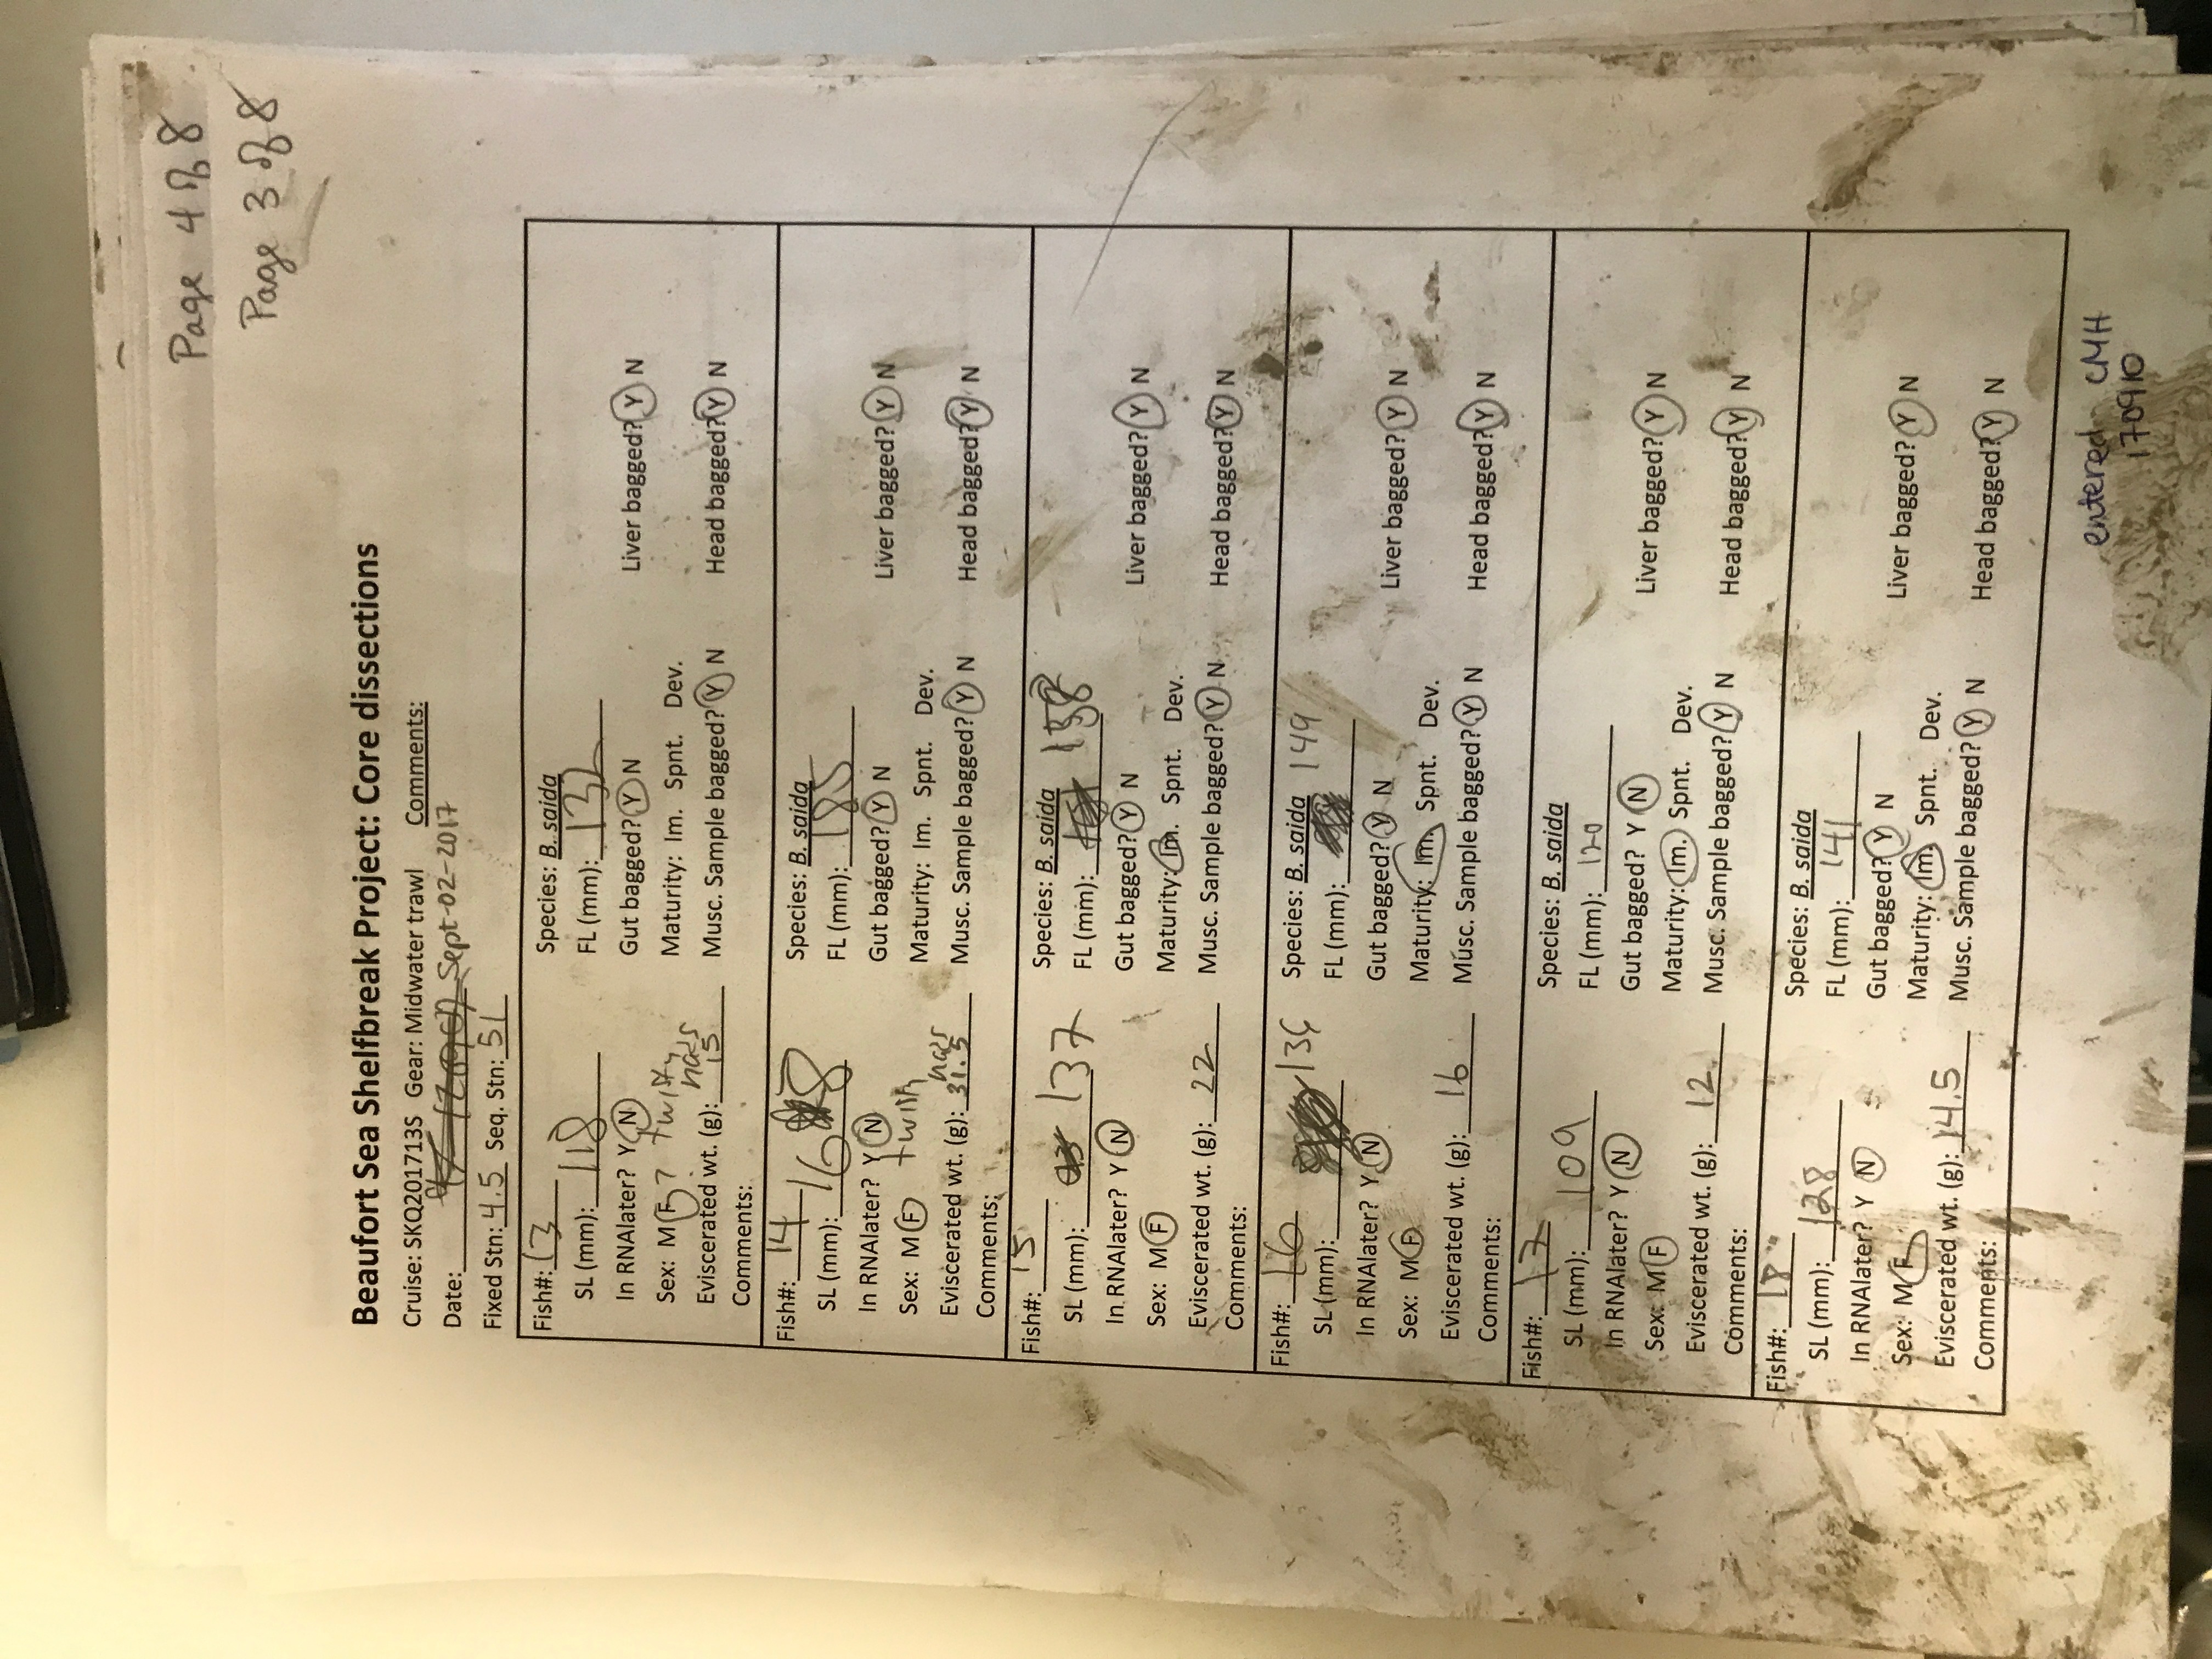 Page 4 of 8
Page 3 of 8
Beaufort Sea Shelfbreak Project: Core dissections
Cruise: SKQ201713S Gear: Midwater trawl Comments:
Date: Sept-02-2017
Fixed Stn: 4.5 Seq. Stn: 51
Fish#: 13 Species: B. saida
SL (mm): 118 FL (mm): 132
In RNAlater? Y N Gut bagged? Y N Liver bagged? Y N
Sex: M F ? Maturity: Im. Spnt. Dev.
Eviscerated wt. (g): 15 Musc. Sample bagged? Y N Head bagged? Y N
Comments:
Fish#: 14 Species: B. saida
SL (mm): 168 FL (mm): 185
In RNAlater? Y N Gut bagged? Y N Liver bagged? Y N
Sex: M F Maturity: Im. Spnt. Dev.
Eviscerated wt. (g): 31.5 Musc. Sample bagged? Y N Head bagged? Y N
Comments:
Fish#: 15 Species: B. saida
SL (mm): 137 FL (mm):
In RNAlater? Y N Gut bagged? Y N Liver bagged? Y N
Sex: M F Maturity: Im. Spnt. Dev.
Eviscerated wt. (g): 22 Musc. Sample bagged? Y N Head bagged? Y N
Comments:
Fish#: 16 Species: B. saida
SL (mm): FL (mm): 149
In RNAlater? Y N Gut bagged? Y N Liver bagged? Y N
Sex: M F Maturity: Im. Spnt. Dev.
Eviscerated wt. (g): 16 Musc. Sample bagged? Y N Head bagged? Y N
Comments:
Fish#: 17 Species: B. saida
SL (mm): 109 FL (mm): 120
In RNAlater? Y N Gut bagged? Y N Liver bagged? Y N
Sex: M F Maturity: Im. Spnt. Dev.
Eviscerated wt. (g): 12 Musc. Sample bagged? Y N Head bagged? Y N
Comments:
Fish#: 18 Species: B. saida
SL (mm): 128 FL (mm): 141
In RNAlater? Y N Gut bagged? Y N Liver bagged? Y N
Sex: M F Maturity: Im. Spnt. Dev.
Eviscerated wt. (g): 14.5 Musc. Sample bagged? Y N Head bagged? Y N
Comments:
entered CMH
170910